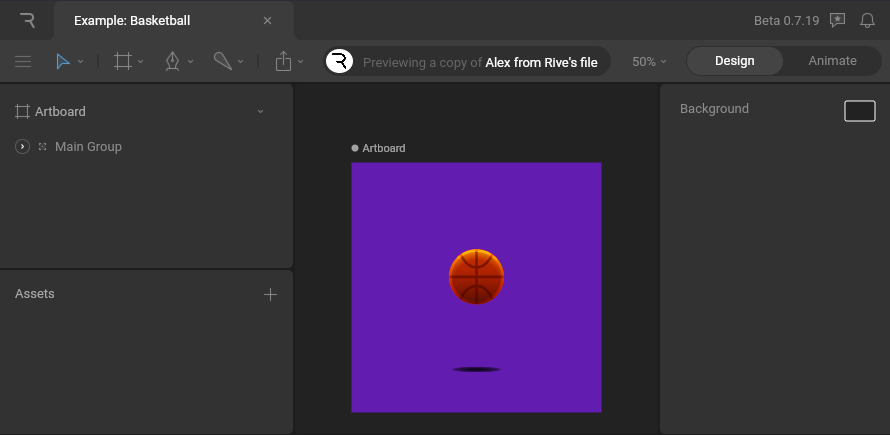 Example: Basketball
Beta 0.7.19
Previewing a copy of Alex from Rive's file
50%
Design
Animate
Artboard
Main Group
Assets
Artboard
Background